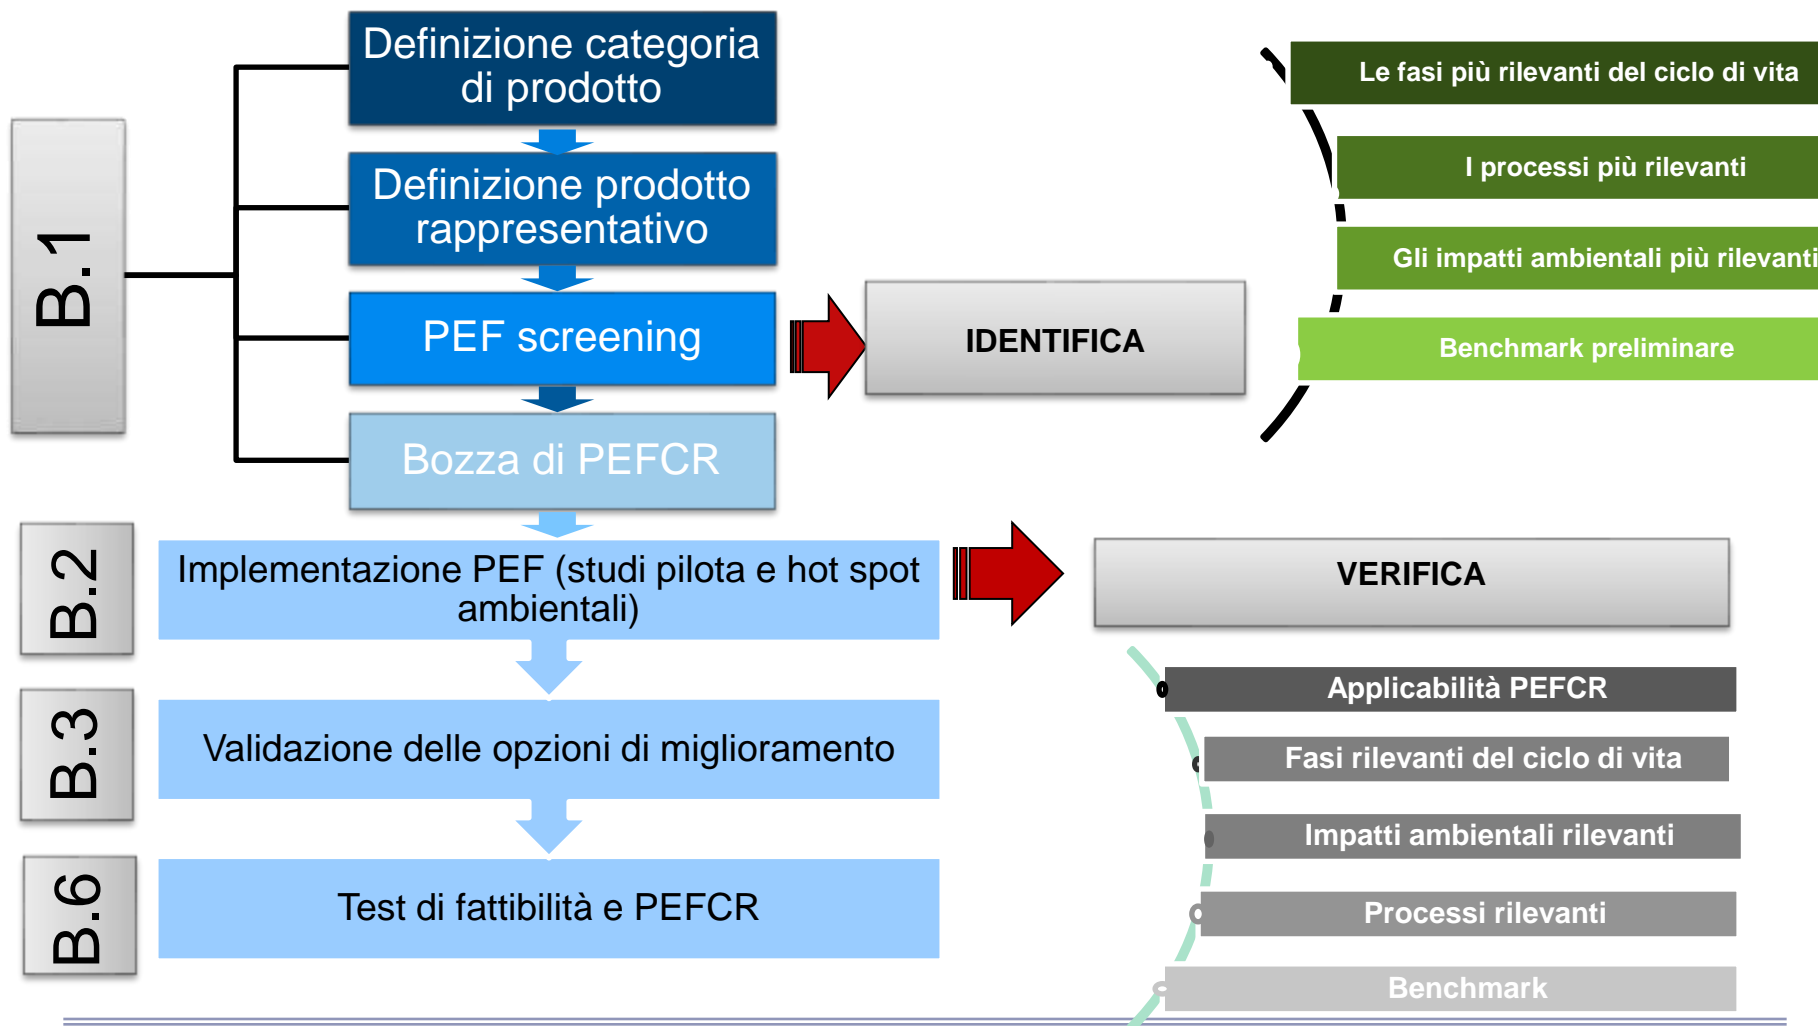 B.1
Definizione categoria
di prodotto
Definizione prodotto
rappresentativo
PEF screening
Bozza di PEFCR
IDENTIFICA
Le fasi più rilevanti del ciclo di vita
I processi più rilevanti
Gli impatti ambientali più rilevanti
Benchmark preliminare
B.2
Implementazione PEF (studi pilota e hot spot
ambientali)
B.3
Validazione delle opzioni di miglioramento
B.6
Test di fattibilità e PEFCR
VERIFICA
Applicabilità PEFCR
Fasi rilevanti del ciclo di vita
Impatti ambientali rilevanti
Processi rilevanti
Benchmark